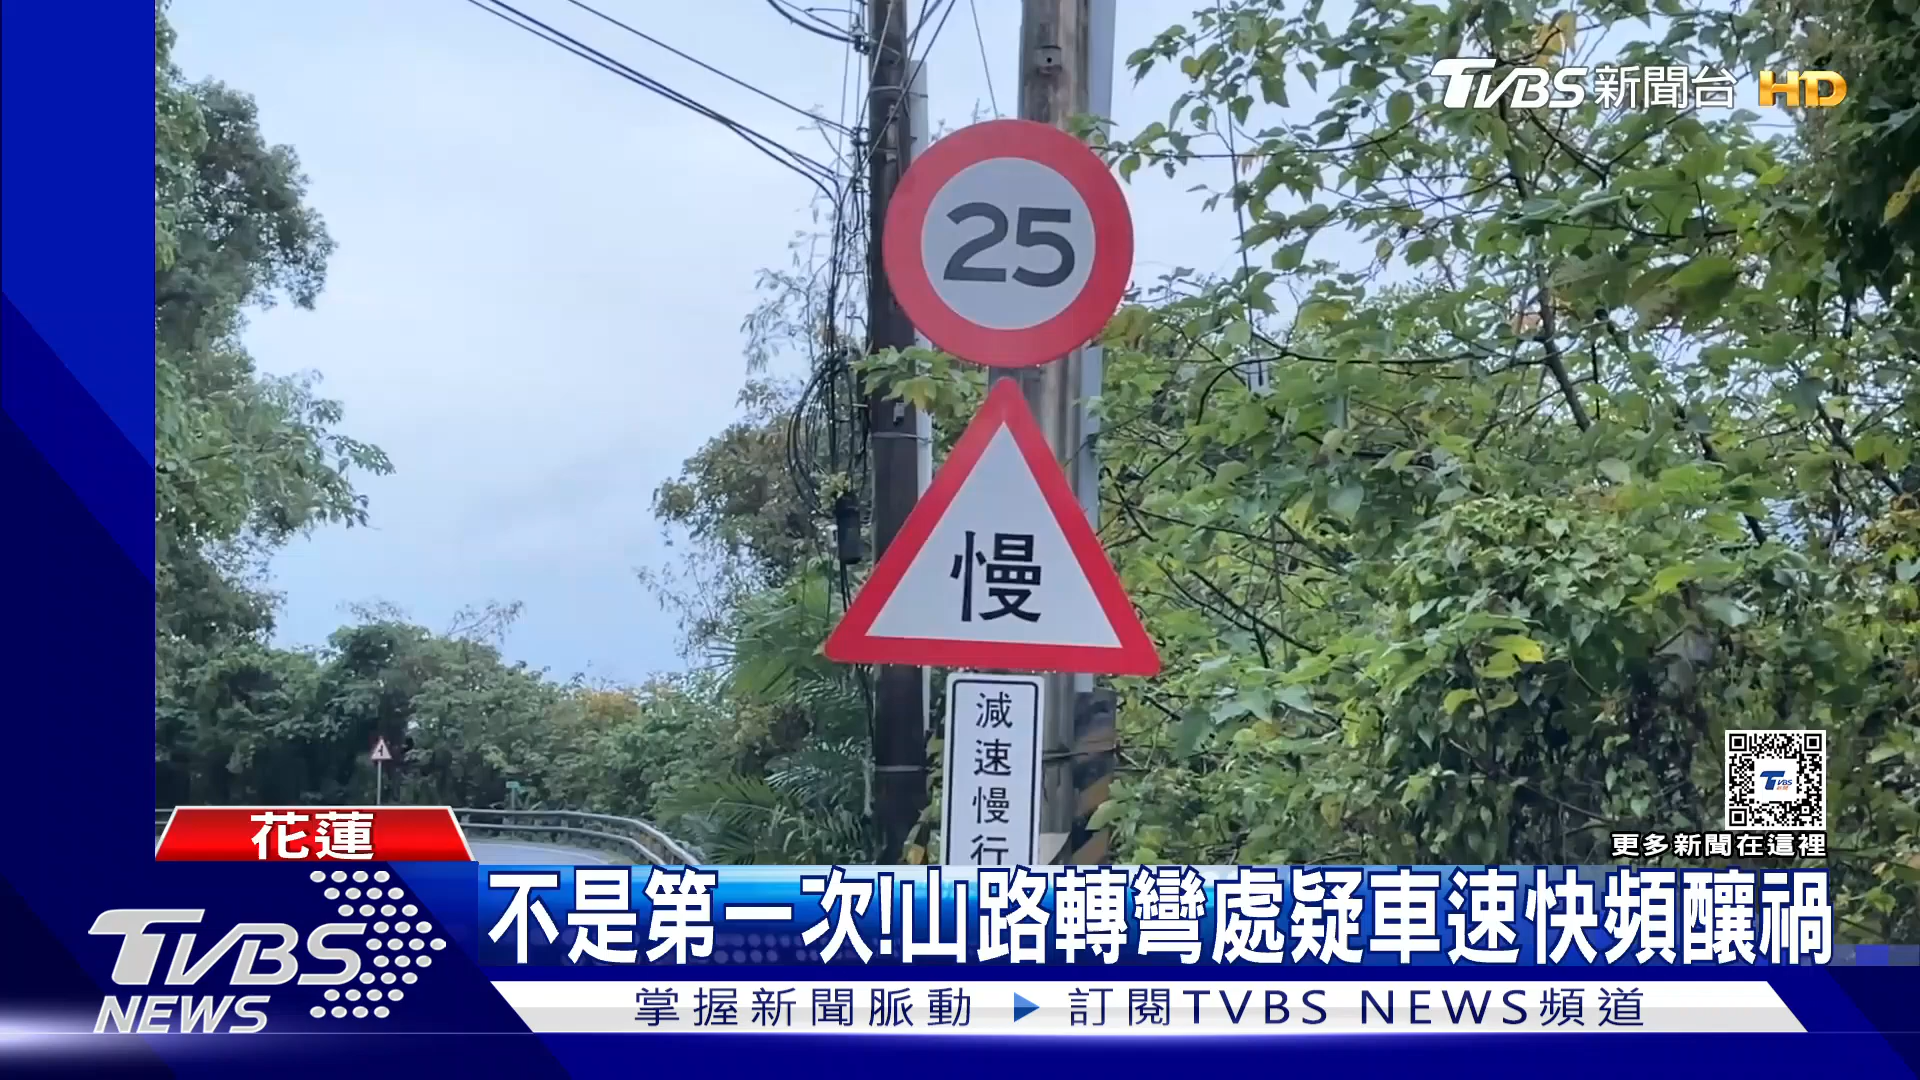 TVBS新聞台 HD
25
慢
減速慢行
更多新聞在這裡
花蓮
不是第一次!山路轉彎處疑車速快頻釀禍
TVBS NEWS
掌握新聞脈動 ▶ 訂閱TVBS NEWS頻道